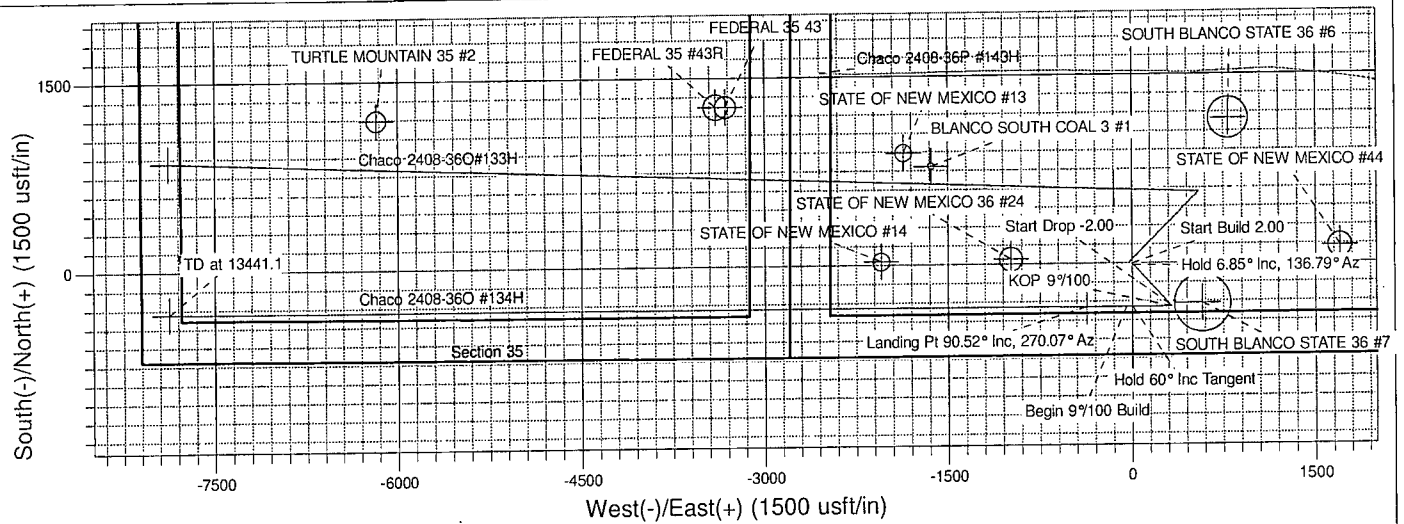 FEDERAL 35 43
TURTLE MOUNTAIN 35 #2
FEDERAL 35 #43R
SOUTH BLANCO STATE 36 #6
Chaco 2408-36P #143H
1500
STATE OF NEW MEXICO #13
BLANCO SOUTH COAL 3 #1
Chaco 2408-36O#133H
STATE OF NEW MEXICO #44
STATE OF NEW MEXICO 36 #24
STATE OF NEW MEXICO #14
Start Drop -2.00
Start Build 2.00
TD at 13441.1
Hold 6.85° Inc, 136.79° Az
0
KOP 9°/100
Chaco 2408-36O #134H
Landing Pt 90.52° Inc, 270.07° Az
SOUTH BLANCO STATE 36 #7
Section 35
Hold 60° Inc Tangent
Begin 9°/100 Build
South(-)/North(+) (1500 usft/in)
-7500
-6000
-4500
-3000
-1500
0
1500
West(-)/East(+) (1500 usft/in)